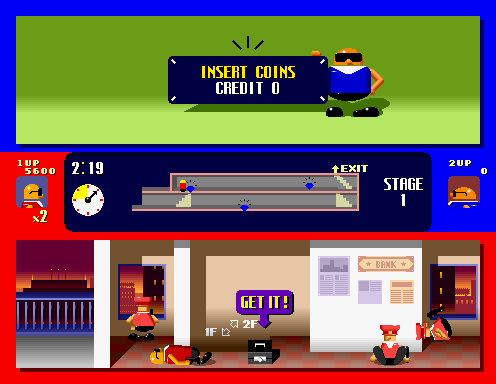 INSERT COINS
CREDIT 0
1UP
5600
x2
2:19
EXIT
STAGE
1
2UP
0
BANK
GET IT!
1F
2F